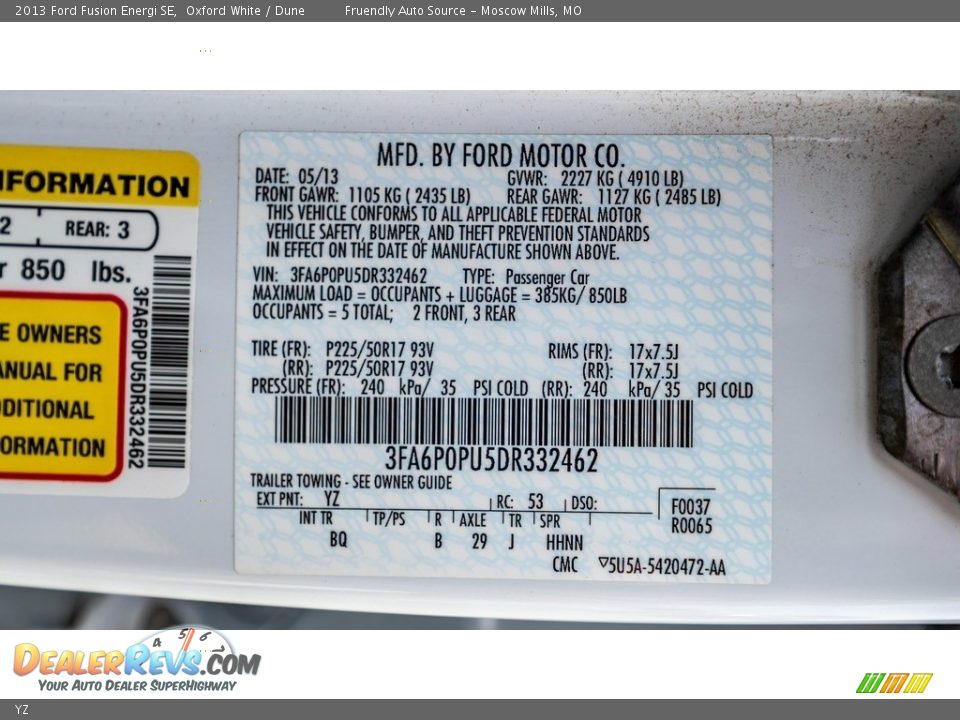 2013 Ford Fusion Energi SE, Oxford White / Dune Fruendly Auto Source - Moscow Mills, MO
NFORMATION
2 REAR: 3
r 850 lbs.
3FA6P0PU5DR332462
E OWNERS
ANUAL FOR
DDITIONAL
ORMATION
MFD. BY FORD MOTOR CO.
DATE: 05/13 GVWR: 2227 KG ( 4910 LB)
FRONT GAWR: 1105 KG ( 2435 LB) REAR GAWR: 1127 KG ( 2485 LB)
THIS VEHICLE CONFORMS TO ALL APPLICABLE FEDERAL MOTOR
VEHICLE SAFETY, BUMPER, AND THEFT PREVENTION STANDARDS
IN EFFECT ON THE DATE OF MANUFACTURE SHOWN ABOVE.
VIN: 3FA6P0PU5DR332462 TYPE: Passenger Car
MAXIMUM LOAD = OCCUPANTS + LUGGAGE = 385KG/ 850LB
OCCUPANTS = 5 TOTAL; 2 FRONT, 3 REAR
TIRE (FR): P225/50R17 93V RIMS (FR): 17x7.5J
(RR): P225/50R17 93V (RR): 17x7.5J
PRESSURE (FR): 240 kPa/ 35 PSI COLD (RR): 240 kPa/ 35 PSI COLD
3FA6P0PU5DR332462
TRAILER TOWING - SEE OWNER GUIDE
EXT PNT: YZ RC: 53 DSO: F0037
R0065
INT TR TP/PS R AXLE TR SPR
BQ B 29 J HHNN
CMC 5U5A-5420472-AA
4 5 6
DEALERREVS.COM
YOUR AUTO DEALER SUPERHIGHWAY
YZ